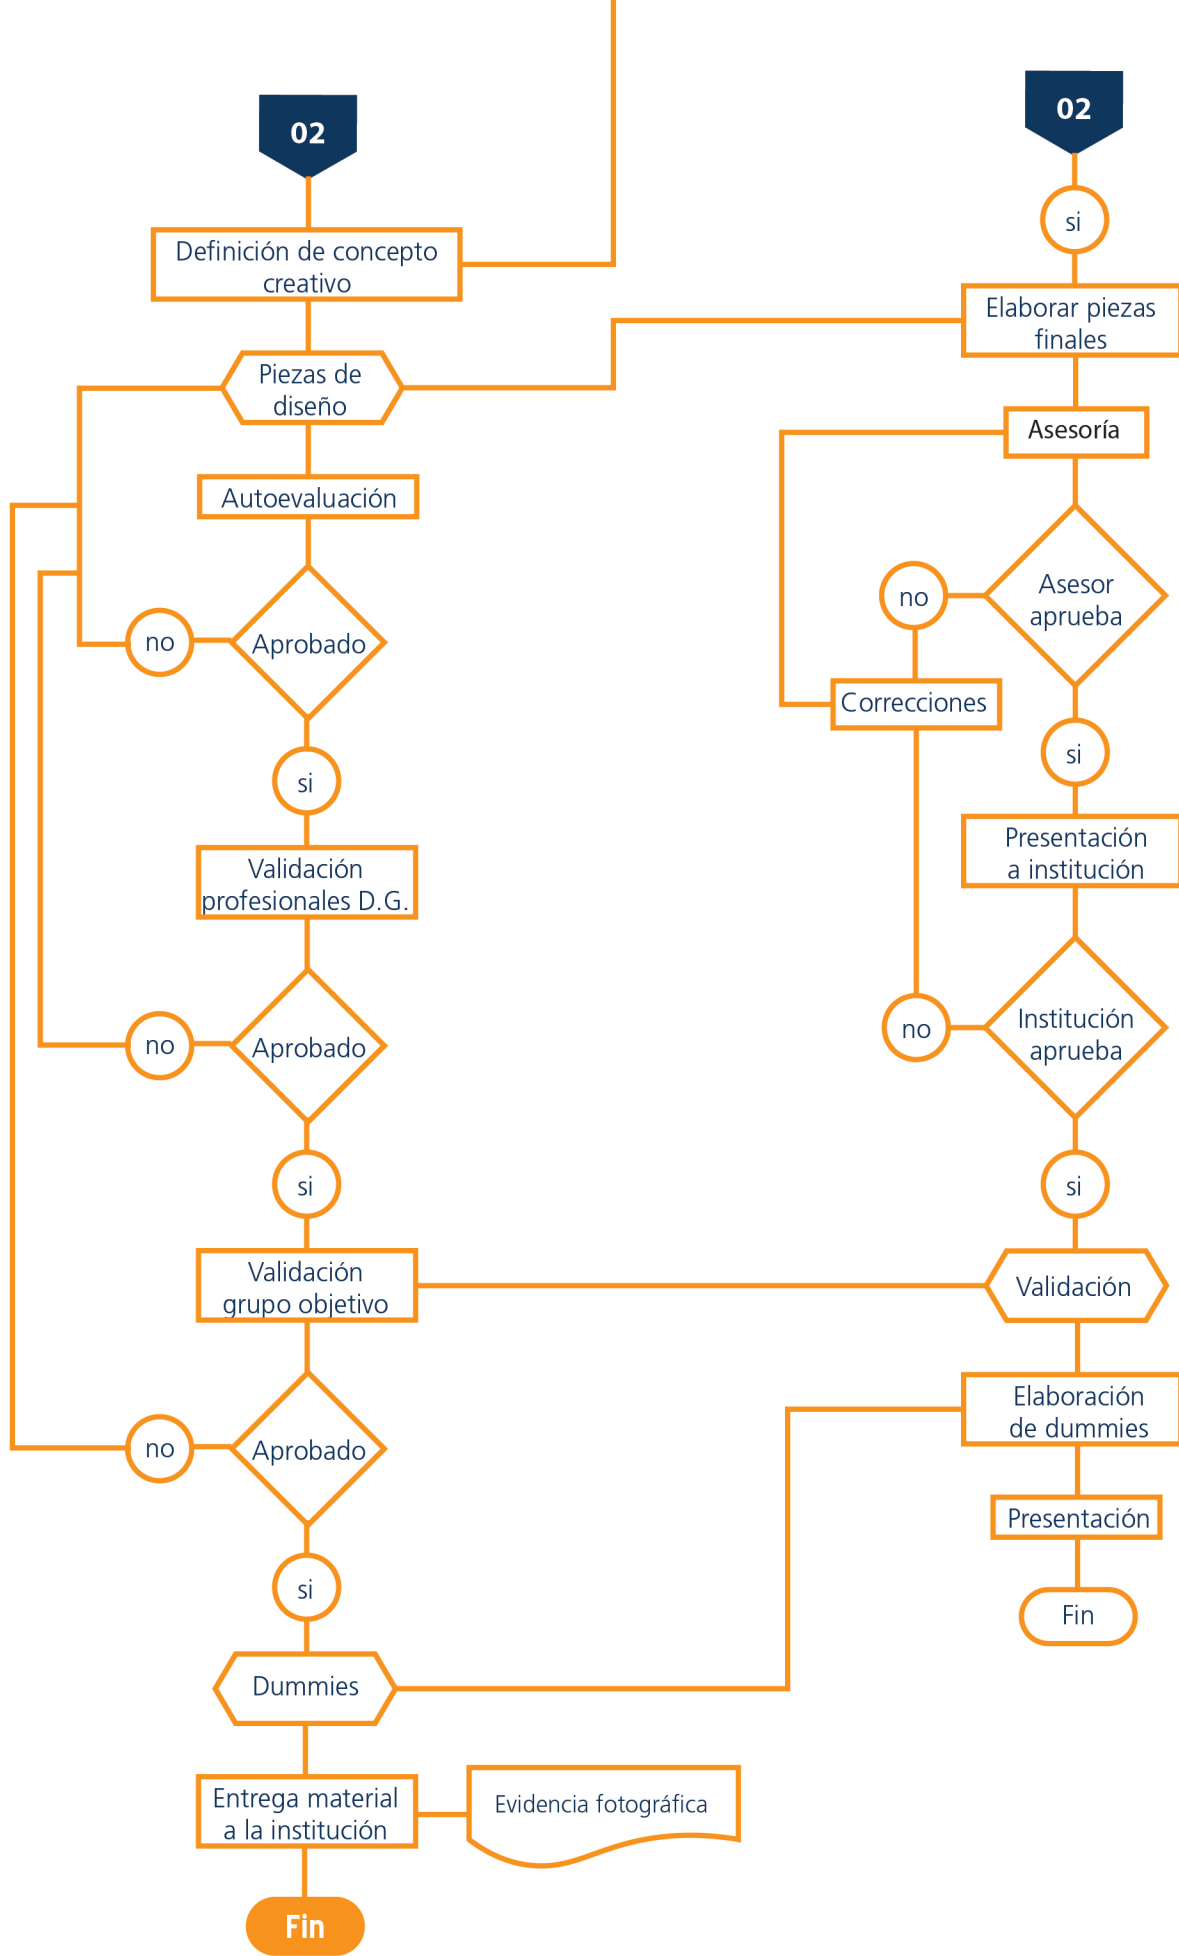 02
Definición de concepto
creativo
Piezas de
diseño
Autoevaluación
Aprobado
no
si
Validación
profesionales D.G.
Aprobado
no
si
Validación
grupo objetivo
Aprobado
no
si
Dummies
Entrega material
a la institución
Evidencia fotográfica
Fin
02
si
Elaborar piezas
finales
Asesoría
Asesor
aprueba
no
Correcciones
si
Presentación
a institución
Institución
aprueba
no
si
Validación
Elaboración
de dummies
Presentación
Fin